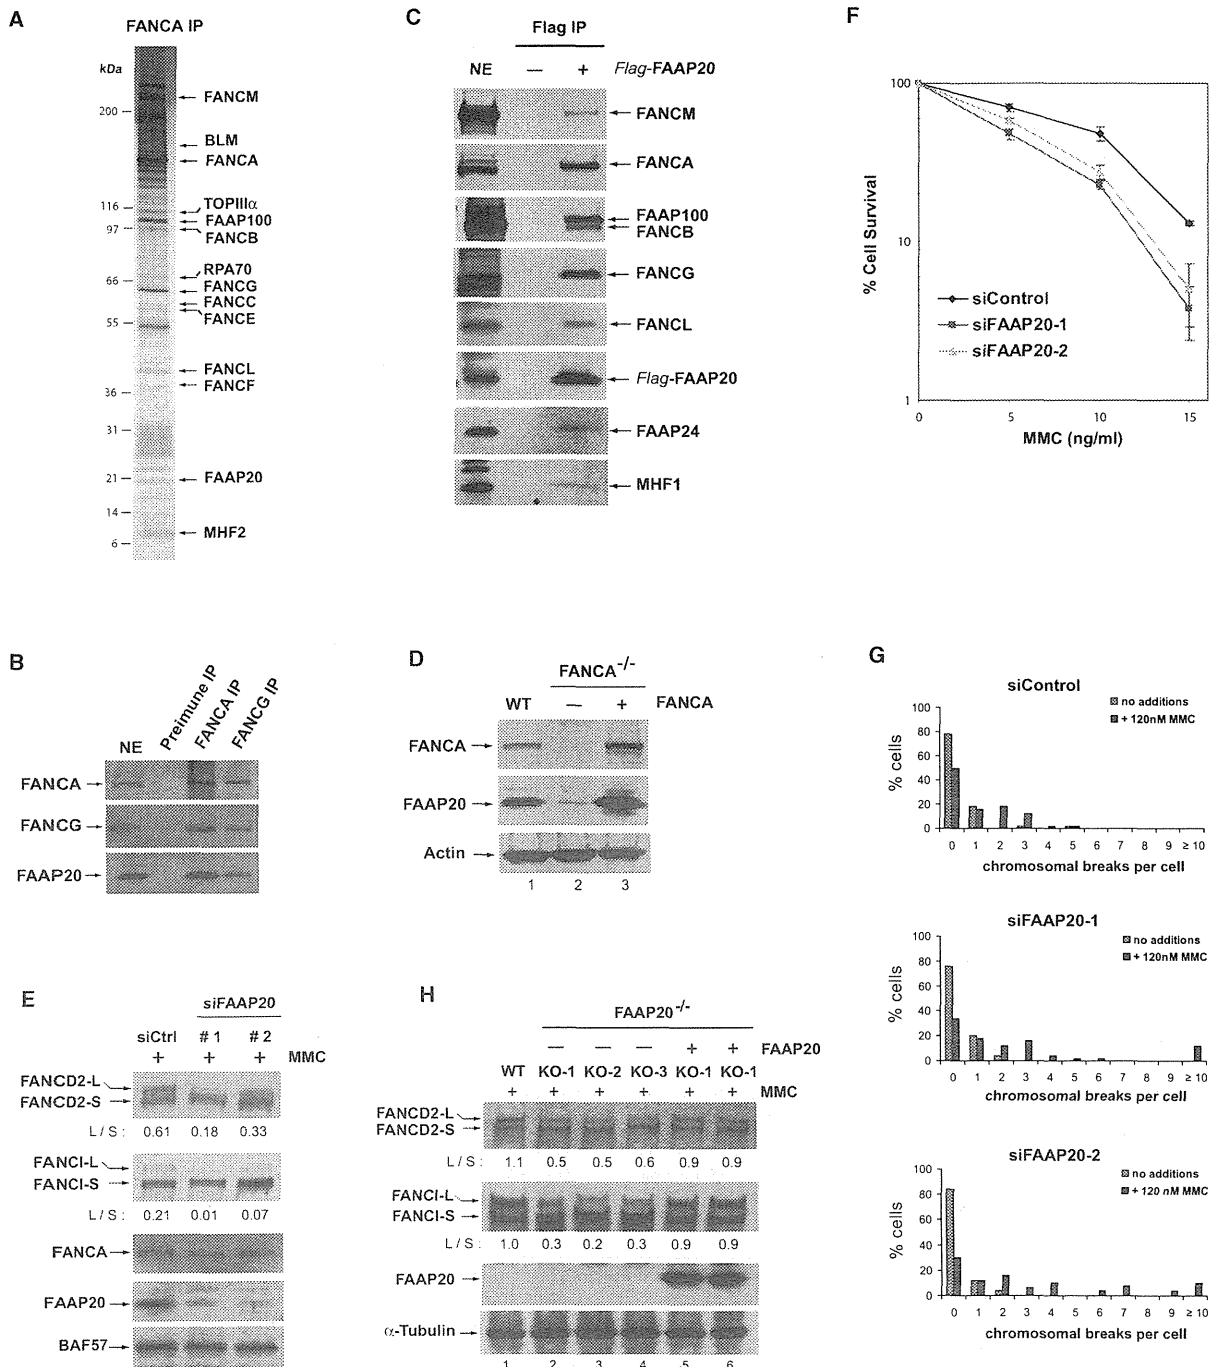 A
FANCA IP
kDa
200
116
97
66
55
36
31
21
14
6
FANCM
BLM
FANCA
TOPIIIα
FAAP100
FANCB
RPA70
FANCG
FANCC
FANCE
FANCL
FANCF
FAAP20
MHF2
C
Flag IP
NE — + Flag-FAAP20
FANCM
FANCA
FAAP100
FANCB
FANCG
FANCL
Flag-FAAP20
FAAP24
MHF1
F
% Cell Survival
100
10
1
siControl
siFAAP20-1
siFAAP20-2
0 5 10 15
MMC (ng/ml)
B
NE
Preimune IP
FANCA IP
FANCG IP
FANCA
FANCG
FAAP20
D
FANCA-/-
WT — + FANCA
FANCA
FAAP20
Actin
1 2 3
G
siControl
no additions
+ 120nM MMC
% cells
100
80
60
40
20
0
0 1 2 3 4 5 6 7 8 9 ≥ 10
chromosomal breaks per cell
siFAAP20-1
no additions
+ 120nM MMC
% cells
100
80
60
40
20
0
0 1 2 3 4 5 6 7 8 9 ≥ 10
chromosomal breaks per cell
siFAAP20-2
no additions
+ 120 nM MMC
% cells
100
80
60
40
20
0
0 1 2 3 4 5 6 7 8 9 ≥ 10
chromosomal breaks per cell
E
siFAAP20
siCtrl # 1 # 2
+ + + MMC
FANCD2-L
FANCD2-S
L / S : 0.61 0.18 0.33
FANCI-L
FANCI-S
L / S : 0.21 0.01 0.07
FANCA
FAAP20
BAF57
H
FAAP20-/-
— — — + + FAAP20
WT KO-1 KO-2 KO-3 KO-1 KO-1
+ + + + + + MMC
FANCD2-L
FANCD2-S
L / S : 1.1 0.5 0.5 0.6 0.9 0.9
FANCI-L
FANCI-S
L / S : 1.0 0.3 0.2 0.3 0.9 0.9
FAAP20
α-Tubulin
1 2 3 4 5 6